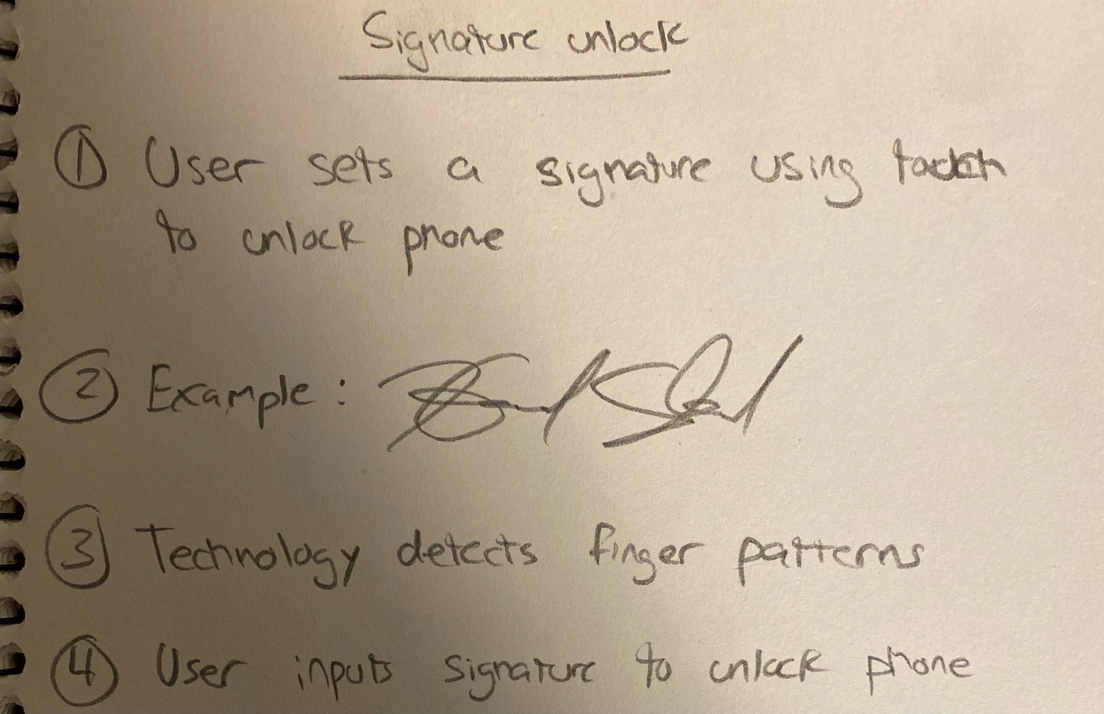 Signature unlock
① User sets a signature using touch
to unlock phone
② Example:
③ Technology detects finger patterns
④ User inputs signature to unlock phone